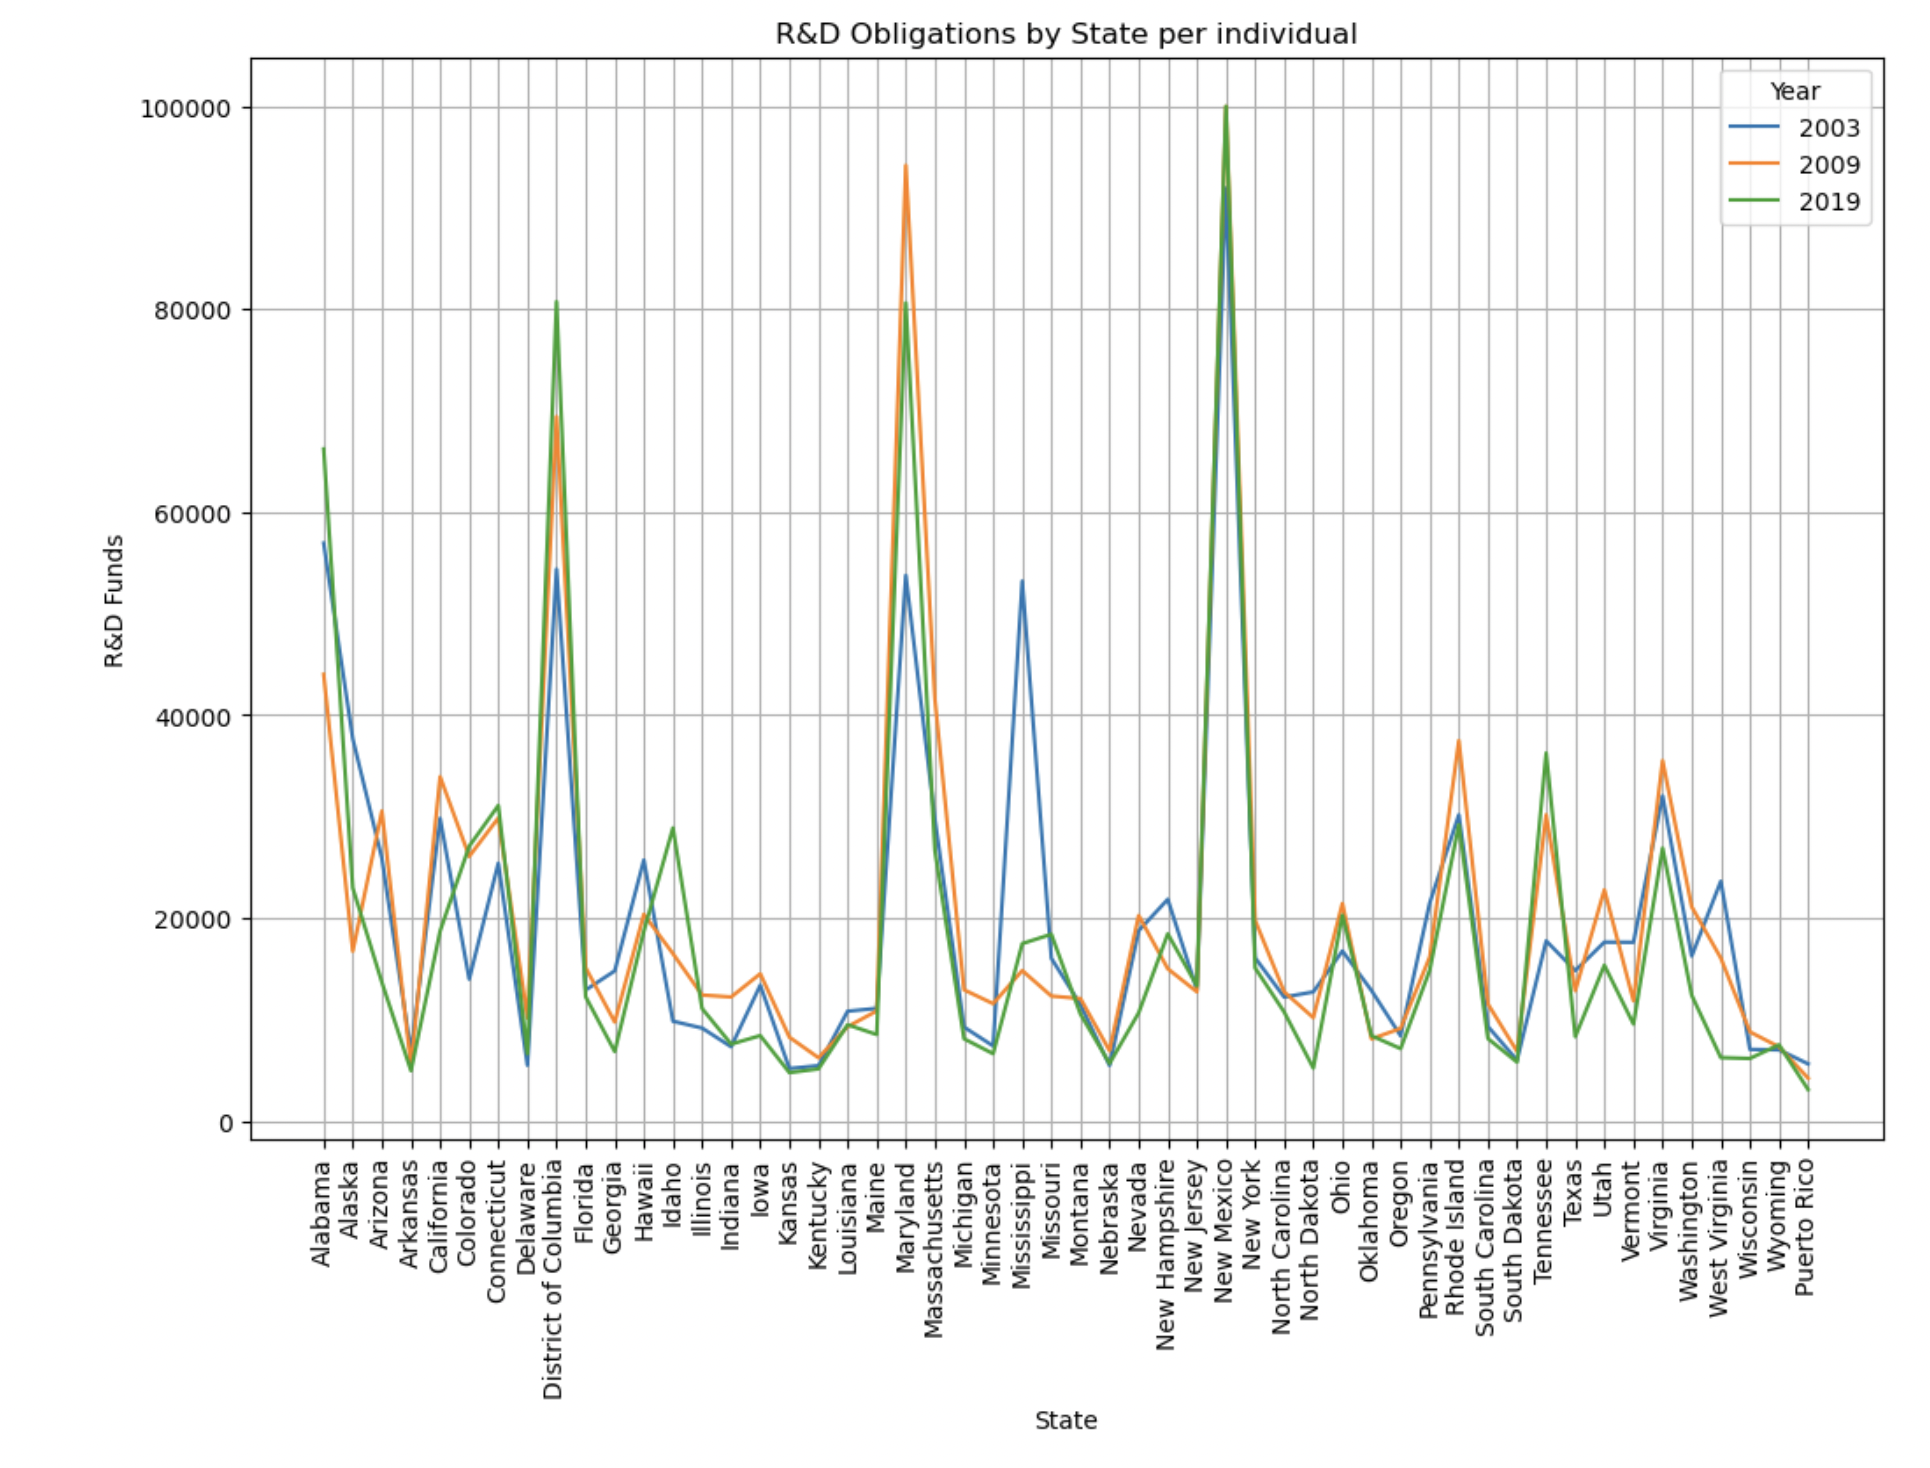 R&D Obligations by State per individual
Year
2003
2009
2019
100000
80000
60000
40000
20000
0
R&D Funds
Alabama
Alaska
Arizona
Arkansas
California
Colorado
Connecticut
Delaware
District of Columbia
Florida
Georgia
Hawaii
Idaho
Illinois
Indiana
Iowa
Kansas
Kentucky
Louisiana
Maine
Maryland
Massachusetts
Michigan
Minnesota
Mississippi
Missouri
Montana
Nebraska
Nevada
New Hampshire
New Jersey
New Mexico
New York
North Carolina
North Dakota
Ohio
Oklahoma
Oregon
Pennsylvania
Rhode Island
South Carolina
South Dakota
Tennessee
Texas
Utah
Vermont
Virginia
Washington
West Virginia
Wisconsin
Wyoming
Puerto Rico
State